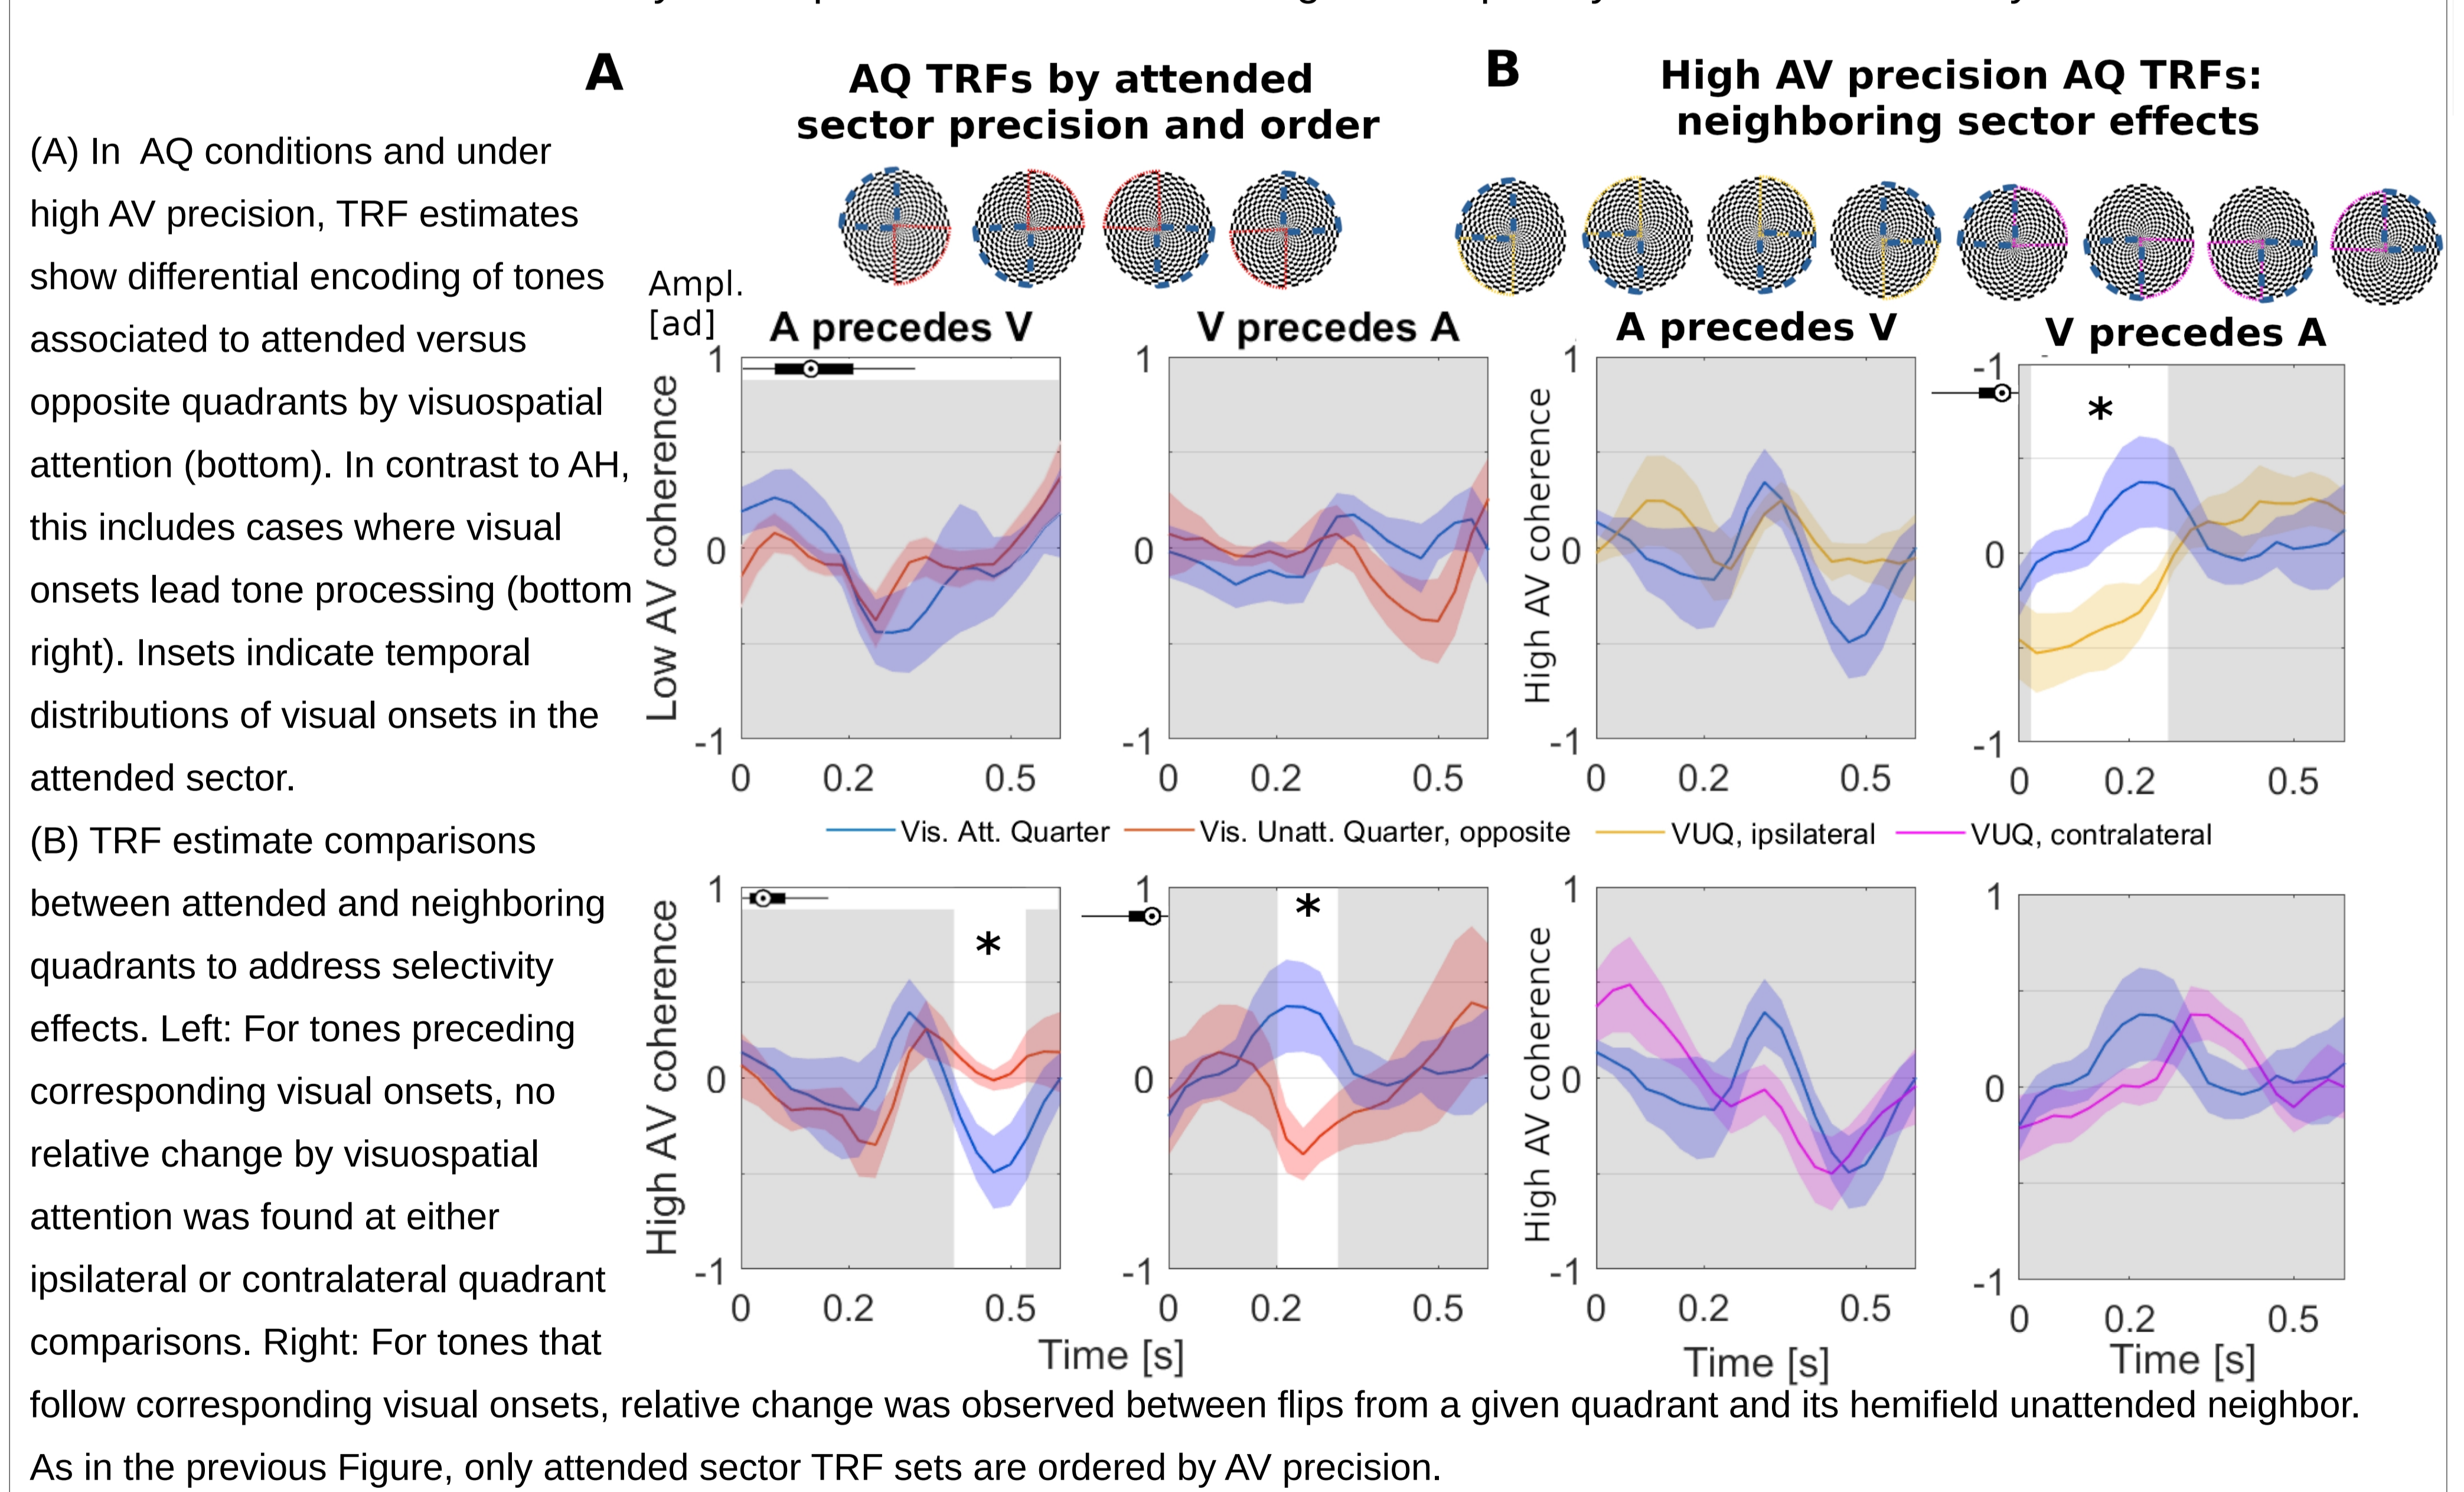 A
B
AQ TRFs by attended
sector precision and order
High AV precision AQ TRFs:
neighboring sector effects
(A) In  AQ conditions and under
high AV precision, TRF estimates
show differential encoding of tones
associated to attended versus
opposite quadrants by visuospatial
attention (bottom). In contrast to AH,
this includes cases where visual
onsets lead tone processing (bottom
right). Insets indicate temporal
distributions of visual onsets in the
attended sector.
(B) TRF estimate comparisons
between attended and neighboring
quadrants to address selectivity
effects. Left: For tones preceding
corresponding visual onsets, no
relative change by visuospatial
attention was found at either
ipsilateral or contralateral quadrant
comparisons. Right: For tones that
follow corresponding visual onsets, relative change was observed between flips from a given quadrant and its hemifield unattended neighbor.
As in the previous Figure, only attended sector TRF sets are ordered by AV precision.
Ampl.
[ad]
A precedes V
V precedes A
A precedes V
V precedes A
Low AV coherence
1
0
-1
0 0.2 0.5
1
0
-1
0 0.2 0.5
High AV coherence
1
0
-1
0 0.2 0.5
-1
*
0
-1
0 0.2 0.5
Vis. Att. Quarter
Vis. Unatt. Quarter, opposite
VUQ, ipsilateral
VUQ, contralateral
High AV coherence
1
*
0
-1
0 0.2 0.5
1
*
0
-1
0 0.2 0.5
Time [s]
High AV coherence
1
0
-1
0 0.2 0.5
Time [s]
1
0
-1
0 0.2 0.5
Time [s]